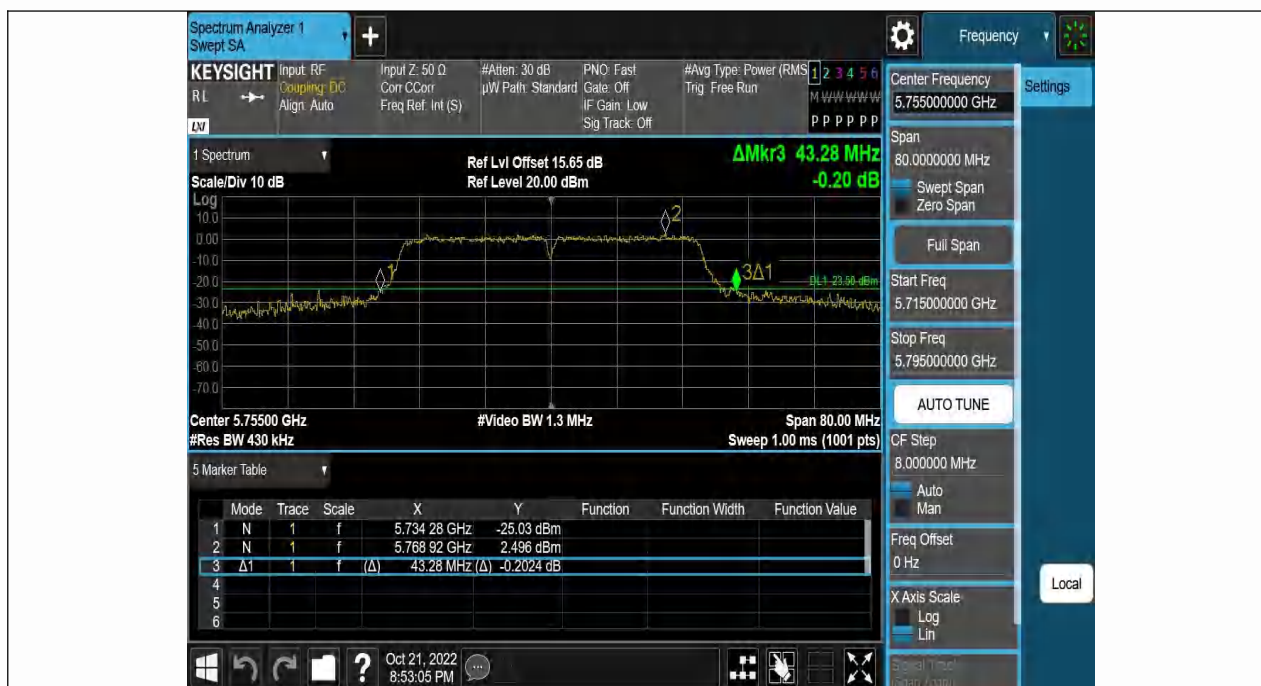 Spectrum Analyzer 1
Swept SA
+
Frequency
KEYSIGHT
RL
LXI
Input: RF
Coupling: DC
Align: Auto
Input Z: 50 Ω
Corr CCorr
Freq Ref: Int (S)
#Atten: 30 dB
µW Path: Standard
PNO: Fast
Gate: Off
IF Gain: Low
Sig Track: Off
#Avg Type: Power (RMS
Trig: Free Run
1 2 3 4 5 6
M W W W W W
P P P P P P
1 Spectrum
Scale/Div 10 dB
Ref Lvl Offset 15.65 dB
Ref Level 20.00 dBm
ΔMkr3 43.28 MHz
-0.20 dB
Log
10.0
0.00
-10.0
-20.0
-30.0
-40.0
-50.0
-60.0
-70.0
1
2
3Δ1
DL1 -23.50 dBm
Center 5.75500 GHz
#Video BW 1.3 MHz
Span 80.00 MHz
#Res BW 430 kHz
Sweep 1.00 ms (1001 pts)
5 Marker Table
Mode Trace Scale X Y Function Function Width Function Value
1 N 1 f 5.734 28 GHz -25.03 dBm
2 N 1 f 5.768 92 GHz 2.496 dBm
3 Δ1 1 f (Δ) 43.28 MHz (Δ) -0.2024 dB
4
5
6
?
Oct 21, 2022
8:53:05 PM
Center Frequency
5.755000000 GHz
Settings
Span
80.0000000 MHz
Swept Span
Zero Span
Full Span
Start Freq
5.715000000 GHz
Stop Freq
5.795000000 GHz
AUTO TUNE
CF Step
8.000000 MHz
Auto
Man
Freq Offset
0 Hz
X Axis Scale
Log
Lin
Local